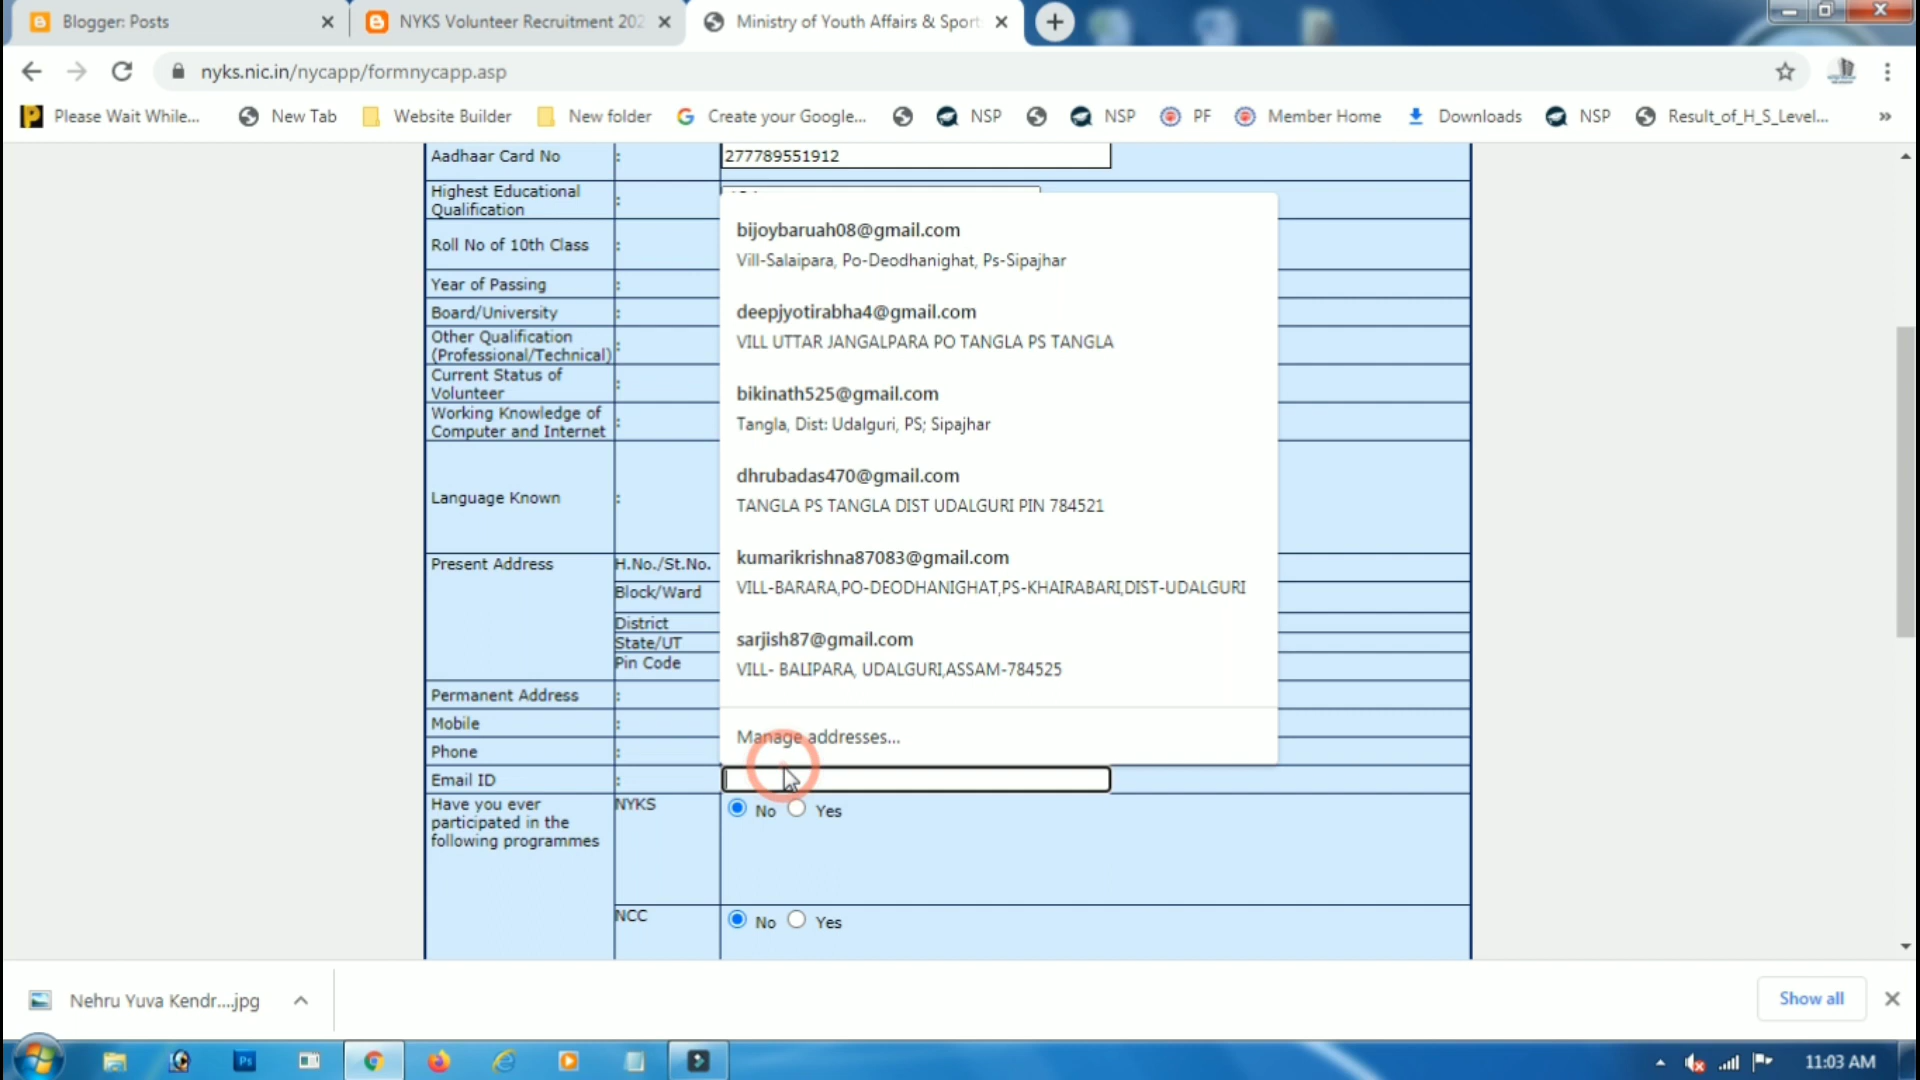 Blogger: Posts
NYKS Volunteer Recruitment 202
Ministry of Youth Affairs & Sport
nyks.nic.in/nycapp/formnycapp.asp
Please Wait While...
New Tab
Website Builder
New folder
Create your Google...
NSP
NSP
PF
Member Home
Downloads
NSP
Result_of_H_S_Level...
»
Aadhaar Card No : 277789551912
Highest Educational
Qualification :
Roll No of 10th Class :
Year of Passing :
Board/University :
Other Qualification
(Professional/Technical) :
Current Status of
Volunteer :
Working Knowledge of
Computer and Internet :
Language Known :
Present Address H.No./St.No.
Block/Ward
District
State/UT
Pin Code
Permanent Address :
Mobile :
Phone :
Email ID :
bijoybaruah08@gmail.com
Vill-Salaipara, Po-Deodhanighat, Ps-Sipajhar
deepjyotirabha4@gmail.com
VILL UTTAR JANGALPARA PO TANGLA PS TANGLA
bikinath525@gmail.com
Tangla, Dist: Udalguri, PS; Sipajhar
dhrubadas470@gmail.com
TANGLA PS TANGLA DIST UDALGURI PIN 784521
kumarikrishna87083@gmail.com
VILL-BARARA,PO-DEODHANIGHAT,PS-KHAIRABARI,DIST-UDALGURI
sarjish87@gmail.com
VILL- BALIPARA, UDALGURI,ASSAM-784525
Manage addresses...
Have you ever
participated in the
following programmes
NYKS No Yes
NCC No Yes
Nehru Yuva Kendr....jpg
Show all
Ps
11:03 AM